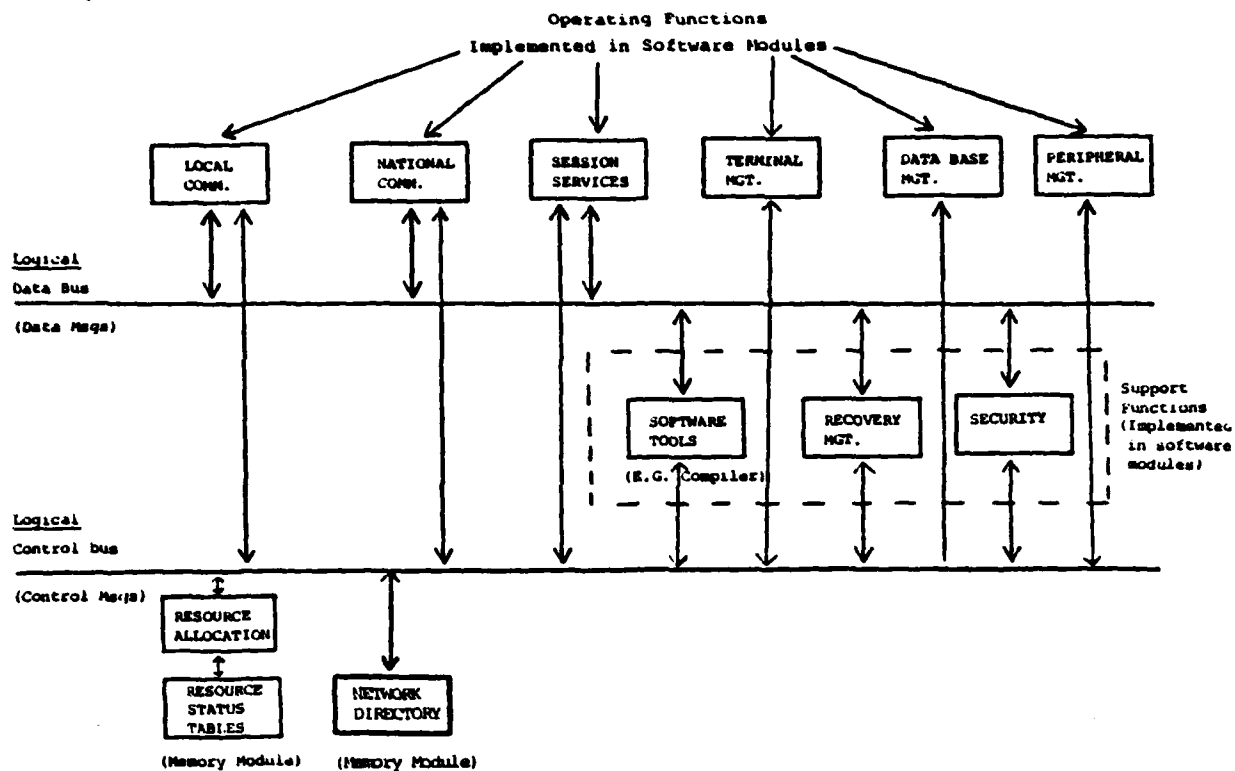 Operating Functions
Implemented in Software Modules
LOCAL
COMM.
NATIONAL
COMM.
SESSION
SERVICES
TERMINAL
MGT.
DATA BASE
MGT.
PERIPHERAL
MGT.
Logical
Data Bus
(Data Msgs)
SOFTWARE
TOOLS
(E.G. Compiler)
RECOVERY
MGT.
SECURITY
Support
Functions
(Implemented
in software
modules)
Logical
Control bus
(Control Msgs)
RESOURCE
ALLOCATION
RESOURCE
STATUS
TABLES
(Memory Module)
NETWORK
DIRECTORY
(Memory Module)